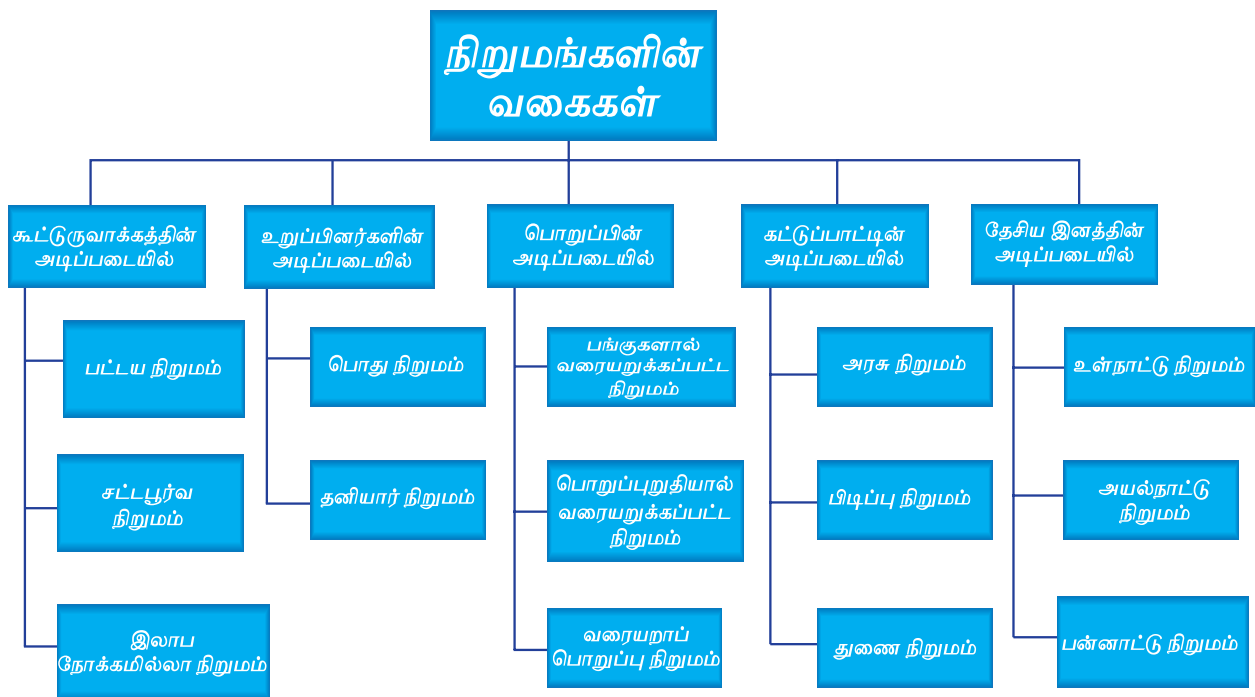 நிறுமங்களின்
வகைகள்
கூட்டுருவாக்கத்தின்
அடிப்படையில்
உறுப்பினர்களின்
அடிப்படையில்
பொறுப்பின்
அடிப்படையில்
கட்டுப்பாட்டின்
அடிப்படையில்
தேசிய இனத்தின்
அடிப்படையில்
பட்டய நிறுமம்
சட்டபூர்வ
நிறுமம்
இலாப
நோக்கமில்லா நிறுமம்
பொது நிறுமம்
தனியார் நிறுமம்
பங்குகளால்
வரையறுக்கப்பட்ட
நிறுமம்
பொறுப்புறுதியால்
வரையறுக்கப்பட்ட
நிறுமம்
வரையறாப்
பொறுப்பு நிறுமம்
அரசு நிறுமம்
பிடிப்பு நிறுமம்
துணை நிறுமம்
உள்நாட்டு நிறுமம்
அயல்நாட்டு
நிறுமம்
பன்னாட்டு நிறுமம்